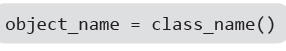 object_name = class_name()